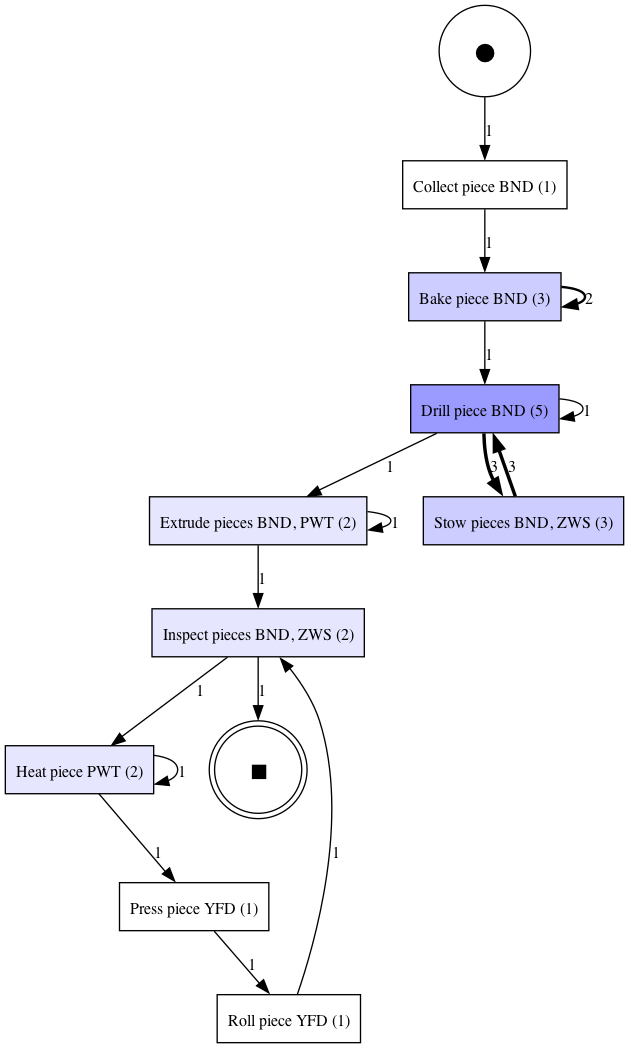 1
Collect piece BND (1)
1
Bake piece BND (3)
2
1
Drill piece BND (5)
1
1
3
3
Extrude pieces BND, PWT (2)
1
Stow pieces BND, ZWS (3)
1
Inspect pieces BND, ZWS (2)
1
1
Heat piece PWT (2)
1
1
1
Press piece YFD (1)
1
Roll piece YFD (1)